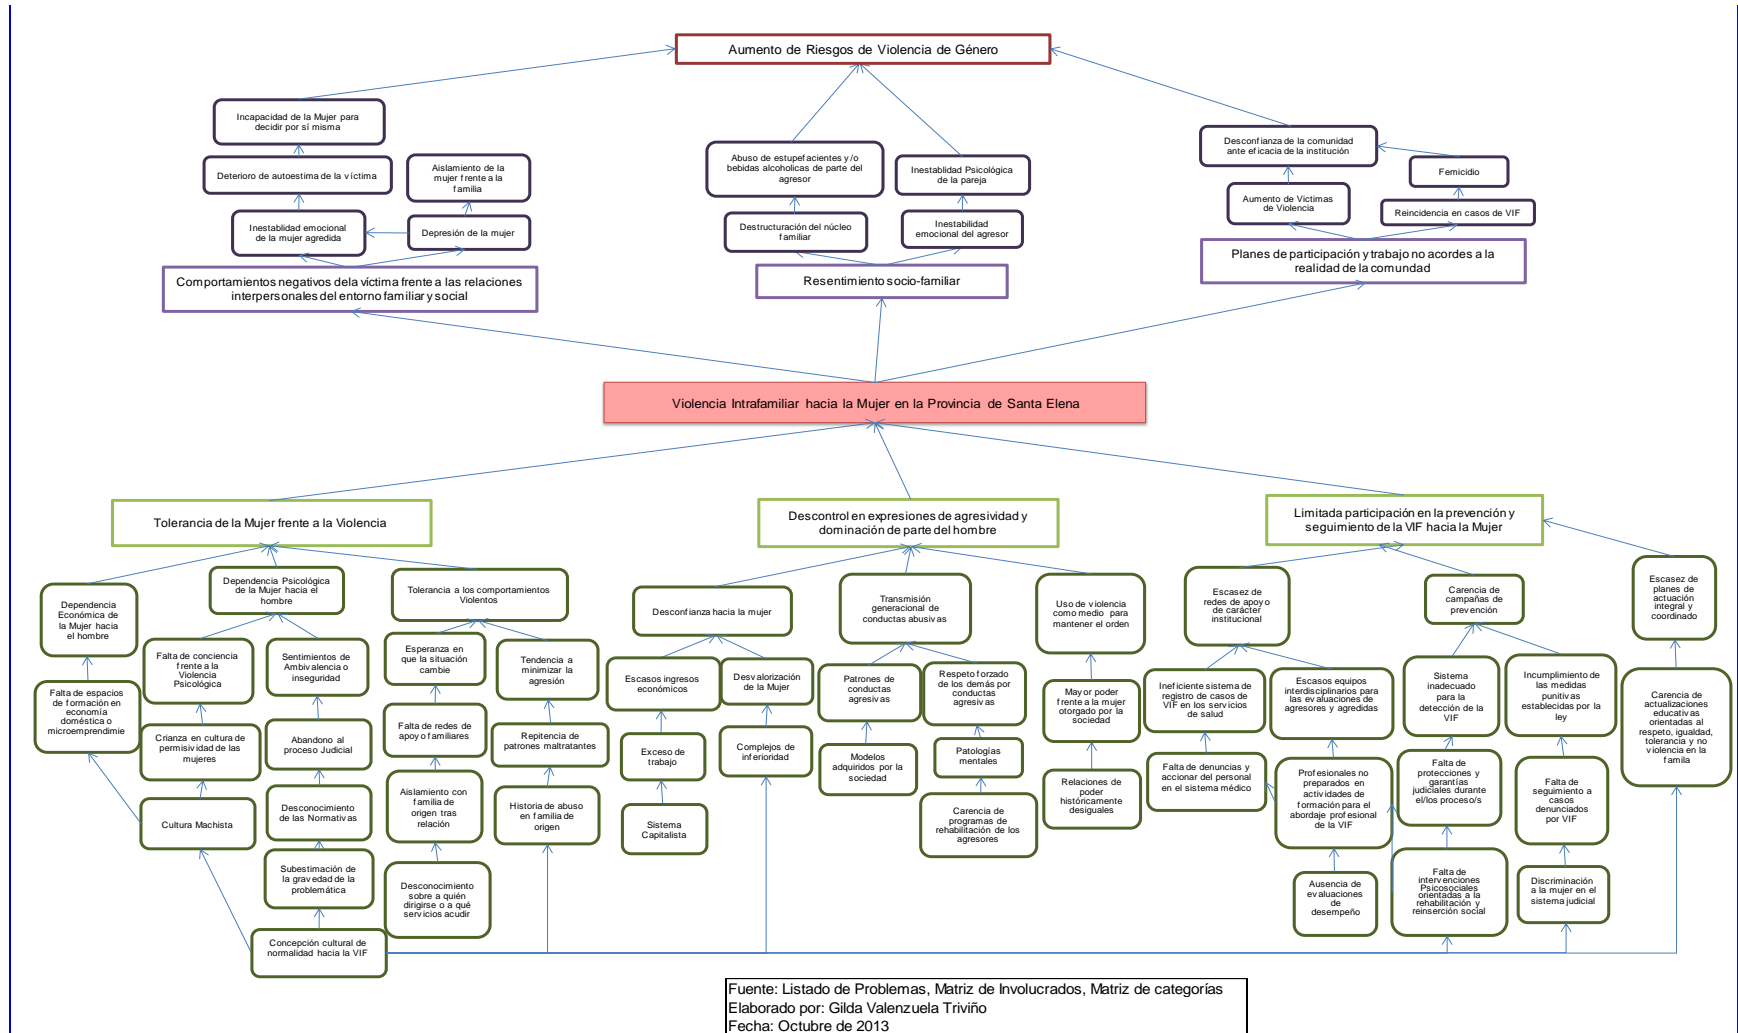 Aumento de Riesgos de Violencia de Género
Incapacidad de la Mujer para
decidir por sí misma
Deterioro de autoestima de la víctima
Aislamiento de la
mujer frente a la
familia
Inestablidad emocional
de la mujer agredida
Depresión de la mujer
Abuso de estupefacientes y/o
bebidas alcoholicas de parte del
agresor
Inestablidad Psicológica
de la pareja
Destructuración del núcleo
familiar
Inestabilidad
emocional del agresor
Desconfianza de la comunidad
ante eficacia de la institución
Femicidio
Aumento de Victimas
de Violencia
Reincidencia en casos de VIF
Comportamientos negativos dela víctima frente a las relaciones
interpersonales del entorno familiar y social
Resentimiento socio-familiar
Planes de participación y trabajo no acordes a la
realidad de la comundad
Violencia Intrafamiliar hacia la Mujer en la Provincia de Santa Elena
Tolerancia de la Mujer frente a la Violencia
Descontrol en expresiones de agresividad y
dominación de parte del hombre
Limitada participación en la prevención y
seguimiento de la VIF hacia la Mujer
Dependencia
Económica de
la Mujer hacia
el hombre
Dependencia Psicológica
de la Mujer hacia el
hombre
Tolerancia a los comportamientos
Violentos
Desconfianza hacia la mujer
Transmisión
generacional de
conductas abusivas
Uso de violencia
como medio para
mantener el orden
Escasez de
redes de apoyo
de carácter
institucional
Carencia de
campañas de
prevención
Escasez de
planes de
actuación
integral y
coordinado
Falta de espacios
de formación en
economía
doméstica o
microemprendimie
Falta de conciencia
frente a la
Violencia
Psicológica
Sentimientos de
Ambivalencia o
inseguridad
Esperanza en
que la situación
cambie
Tendencia a
minimizar la
agresión
Escasos ingresos
económicos
Desvalorización
de la Mujer
Patrones de
conductas
agresivas
Respeto forzado
de los demás por
conductas
agresivas
Mayor poder
frente a la mujer
otorgado por la
sociedad
Ineficiente sistema de
registro de casos de
VIF en los servicios
de salud
Escasos equipos
interdisciplinarios para
las evaluaciones de
agresores y agredidas
Sistema
inadecuado para
la detección de
la VIF
Incumplimiento de
las medidas
punitivas
establecidas por la
ley
Carencia de
actualizaciones
educativas
orientadas al
respeto, igualdad,
tolerancia y no
violencia en la
famila
Crianza en cultura de
permisividad de las
mujeres
Abandono al
proceso Judicial
Falta de redes de
apoyo familiares
Repitencia de
patrones maltratantes
Exceso de
trabajo
Complejos de
inferioridad
Modelos
adquiridos por la
sociedad
Patologías
mentales
Relaciones de
poder
históricamente
desiguales
Falta de denuncias y
accionar del personal
en el sistema médico
Profesionales no
preparados en
actividades de
formación para el
abordaje profesional
de la VIF
Falta de
protecciones y
garantías
judiciales durante
el/los proceso/s
Falta de
seguimiento a
casos
denunciados
por VIF
Cultura Machista
Desconocimiento
de las Normativas
Aislamiento con
familia de
origen tras
relación
Historia de abuso
en familia de
origen
Sistema
Capitalista
Carencia de
programas de
rehabilitación de los
agresores
Subestimación de
la gravedad de la
problemática
Desconocimiento
sobre a quién
dirigirse o a qué
servicios acudir
Ausencia de
evaluaciones
de
desempeño
Falta de
intervenciones
Psicosociales
orientadas a la
rehabilitación y
reinserción social
Discriminación
a la mujer en el
sistema judicial
Concepción cultural de
normalidad hacia la VIF
Fuente: Listado de Problemas, Matriz de Involucrados, Matriz de categorías
Elaborado por: Gilda Valenzuela Triviño
Fecha: Octubre de 2013